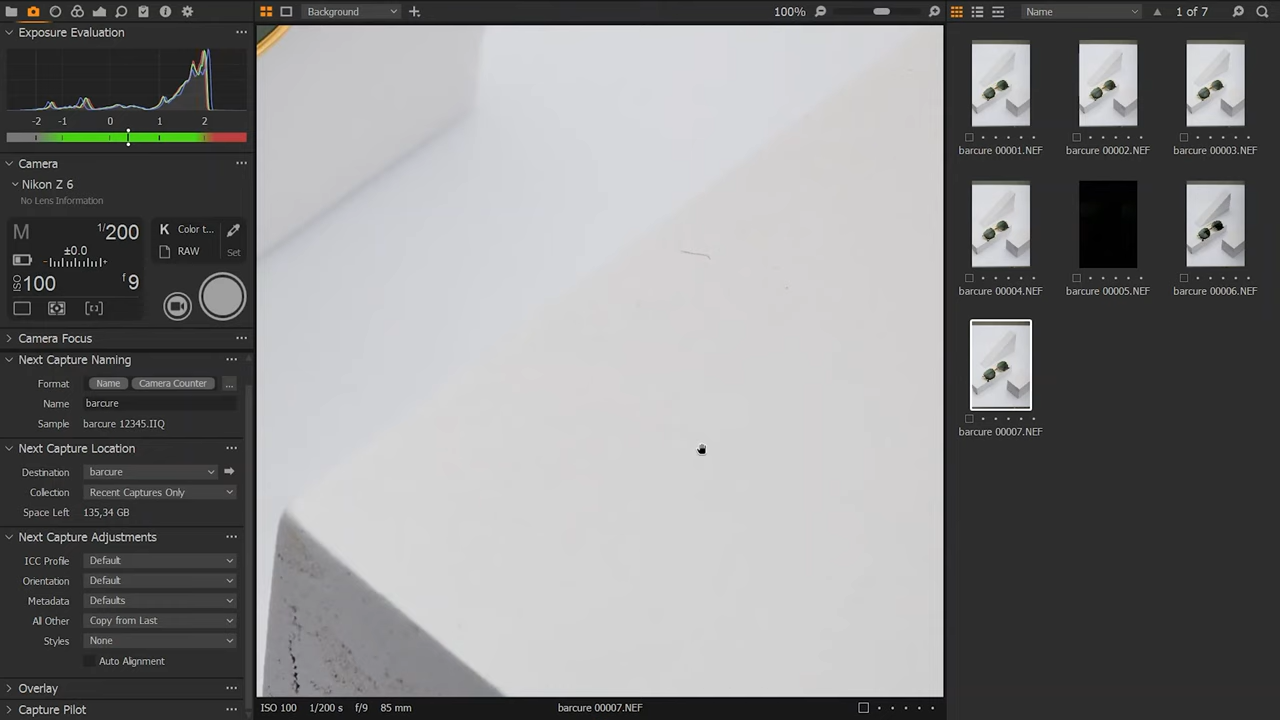 Background
100%
Name
1 of 7
Exposure Evaluation
-2 -1 0 1 2
Camera
Nikon Z 6
No Lens Information
M 1/200
K Color t...
±0.0
RAW
Set
ISO 100 f 9
Camera Focus
Next Capture Naming
Format Name Camera Counter ...
Name barcure
Sample barcure 12345.IIQ
Next Capture Location
Destination barcure
Collection Recent Captures Only
Space Left 135,34 GB
Next Capture Adjustments
ICC Profile Default
Orientation Default
Metadata Defaults
All Other Copy from Last
Styles None
Auto Alignment
Overlay
Capture Pilot
ISO 100 1/200 s f/9 85 mm
barcure 00007.NEF
barcure 00001.NEF
barcure 00002.NEF
barcure 00003.NEF
barcure 00004.NEF
barcure 00005.NEF
barcure 00006.NEF
barcure 00007.NEF